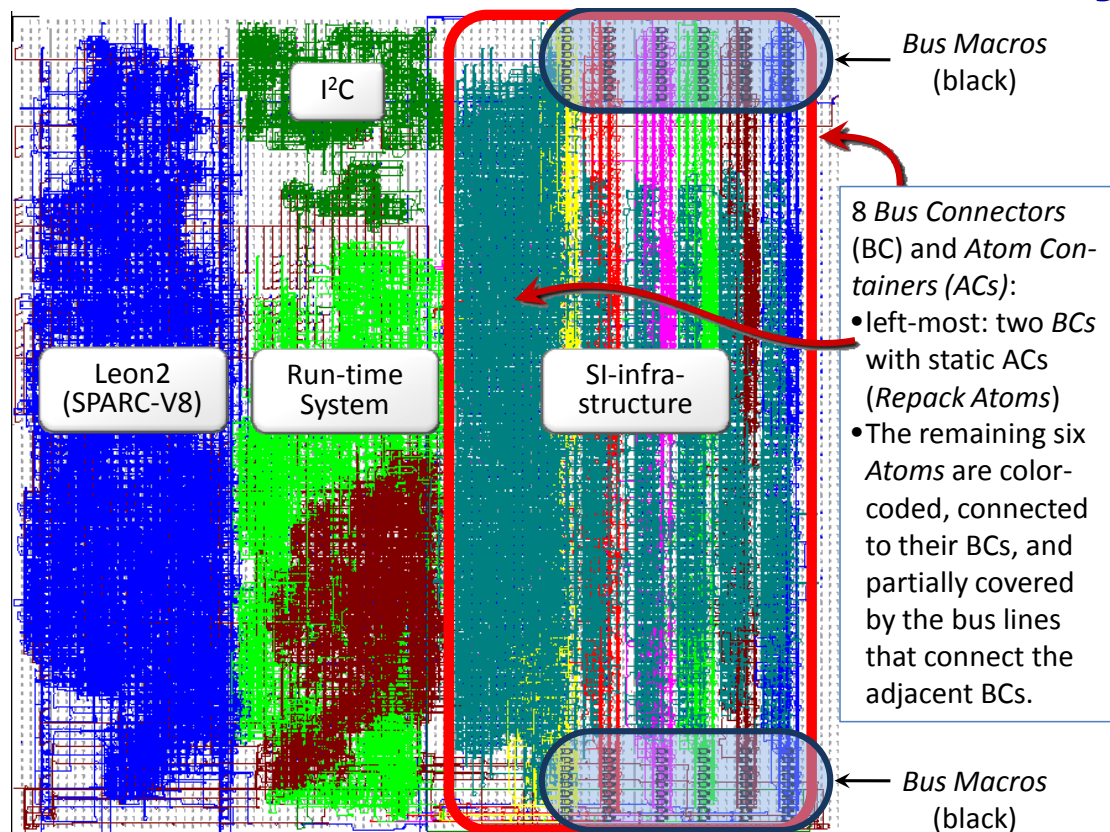 Bus Macros
(black)
I²C
8 Bus Connectors
(BC) and Atom Con-
tainers (ACs):
•left-most: two BCs
with static ACs
(Repack Atoms)
•The remaining six
Atoms are color-
coded, connected
to their BCs, and
partially covered
by the bus lines
that connect the
adjacent BCs.
Leon2
(SPARC-V8)
Run-time
System
SI-infra-
structure
Bus Macros
(black)